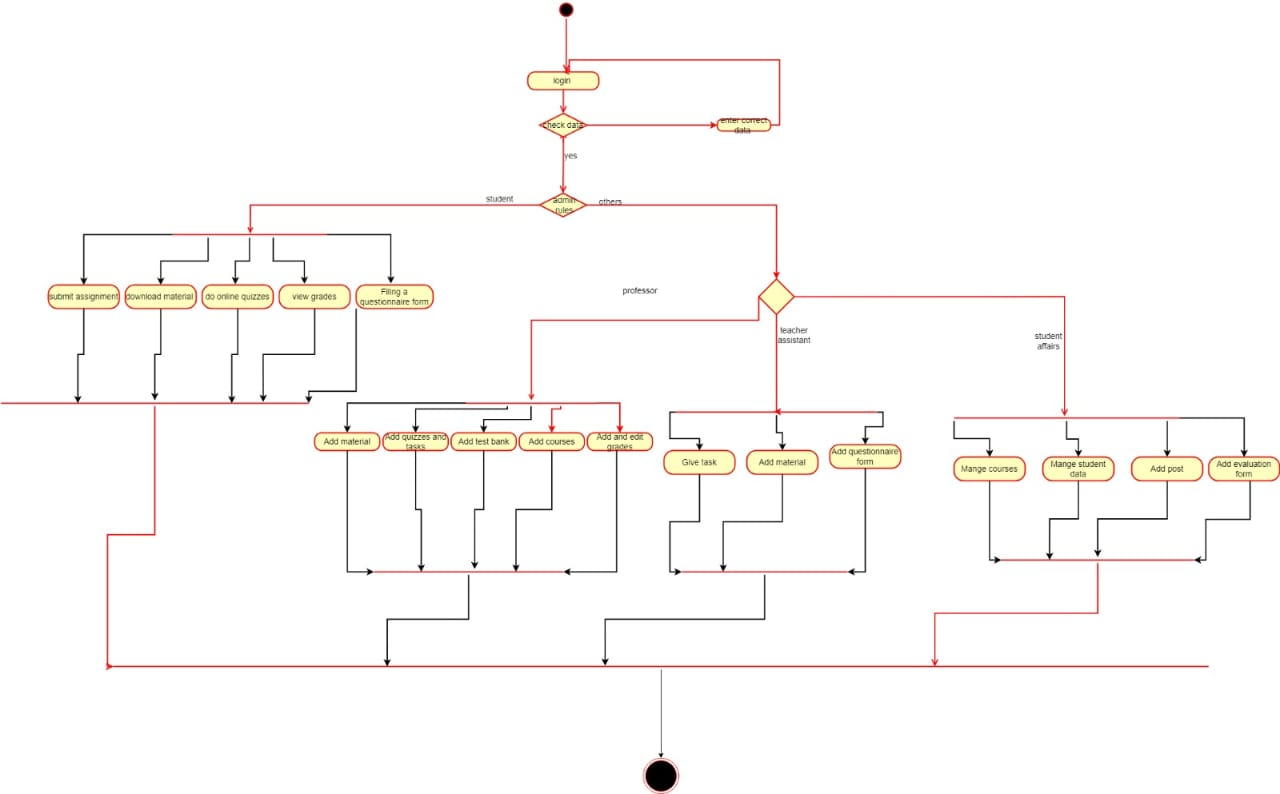 login
check data
enter correct
data
yes
student
admin
rules
others
submit assignment
download material
do online quizzes
view grades
Filing a
questionnaire form
professor
teacher
assistant
student
affairs
Add material
Add quizzes and
tasks
Add test bank
Add courses
Add and edit
grades
Give task
Add material
Add questionnaire
form
Mange courses
Mange student
data
Add post
Add evaluation
form